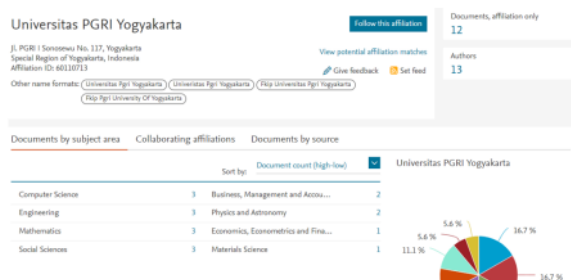 Universitas PGRI Yogyakarta
Follow this affiliation
Jl. PGRI I Sonosewu No. 117, Yogyakarta
Special Region of Yogyakarta, Indonesia
Affiliation ID: 60110713
View potential affiliation matches
Give feedback Set feed
Other name formats: Universitas Pgri Yogyakarta Univeristas Pgri Yogyakarta Fkip Universitas Pgri Yogyakarta
Fkip Pgri University Of Yogyakarta
Documents, affiliation only
12
Authors
13
Documents by subject area Collaborating affiliations Documents by source
Sort by: Document count (high-low)
Computer Science 3 Business, Management and Accou... 2
Engineering 3 Physics and Astronomy 2
Mathematics 3 Economics, Econometrics and Fina... 1
Social Sciences 3 Materials Science 1
Universitas PGRI Yogyakarta
5.6 %
16.7 %
5.6 %
11.1 %
16.7 %